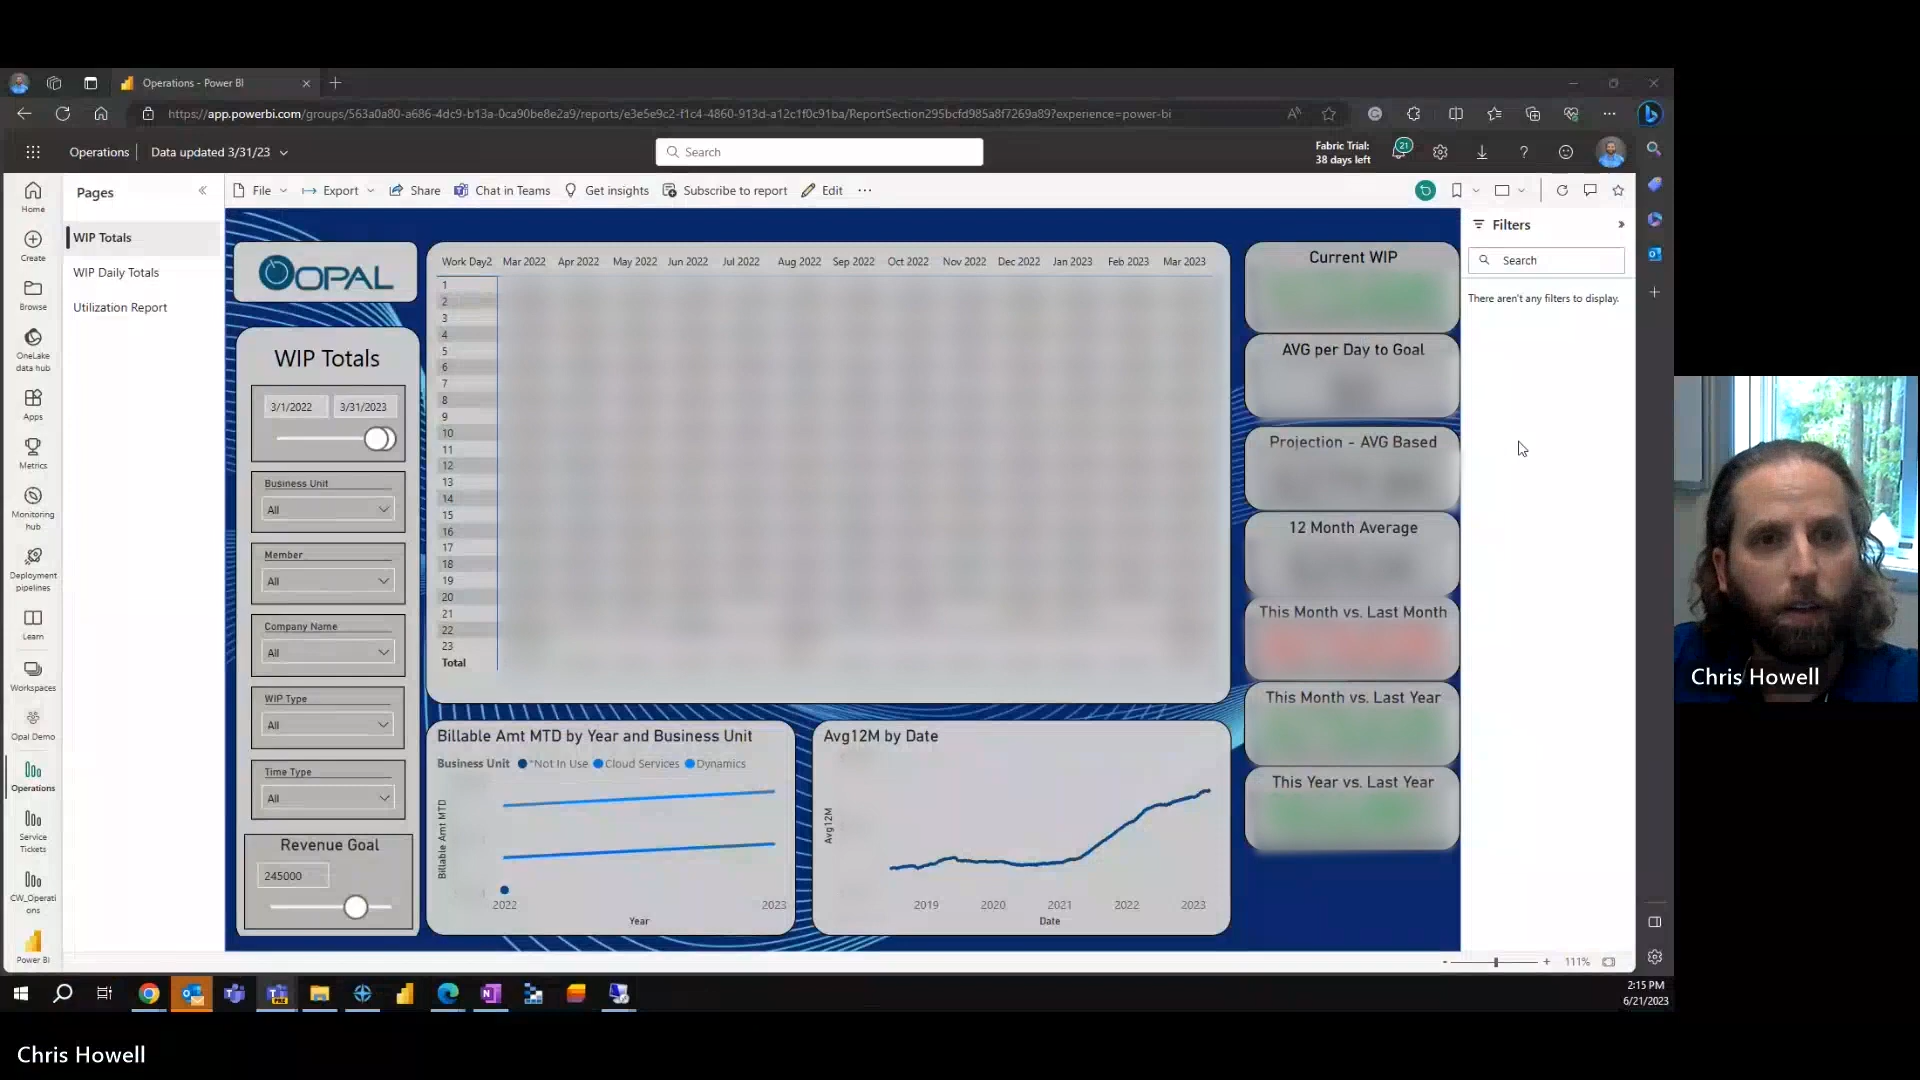 Operations - Power BI
https://app.powerbi.com/groups/563a0a80-a686-4dc9-b13a-0ca90be8e2a9/reports/e3e5e9c2-f1c4-4860-913d-a12c1f0c91ba/ReportSection295bcfd985a8f7269a89?experience=power-bi
Operations
Data updated 3/31/23
Search
Fabric Trial:
38 days left
21
File
Export
Share
Chat in Teams
Get insights
Subscribe to report
Edit
Home
Create
Browse
OneLake
data hub
Apps
Metrics
Monitoring
hub
Deployment
pipelines
Learn
Workspaces
Opal Demo
Operations
Service
Tickets
CW_Operati
ons
Power BI
Pages
WIP Totals
WIP Daily Totals
Utilization Report
OPAL
WIP Totals
3/1/2022 3/31/2023
Business Unit
All
Member
All
Company Name
All
WIP Type
All
Time Type
All
Revenue Goal
245000
Work Day2 Mar 2022 Apr 2022 May 2022 Jun 2022 Jul 2022 Aug 2022 Sep 2022 Oct 2022 Nov 2022 Dec 2022 Jan 2023 Feb 2023 Mar 2023
1
2
3
4
5
6
7
8
9
10
11
12
13
14
15
16
17
18
19
20
21
22
23
Total
Billable Amt MTD by Year and Business Unit
Business Unit *Not In Use Cloud Services Dynamics
Billable Amt MTD
2022 2023
Year
Avg12M by Date
Avg12M
2019 2020 2021 2022 2023
Date
Current WIP
AVG per Day to Goal
Projection - AVG Based
12 Month Average
This Month vs. Last Month
This Month vs. Last Year
This Year vs. Last Year
Filters
Search
There aren't any filters to display.
111%
2:15 PM
6/21/2023
Chris Howell
Chris Howell